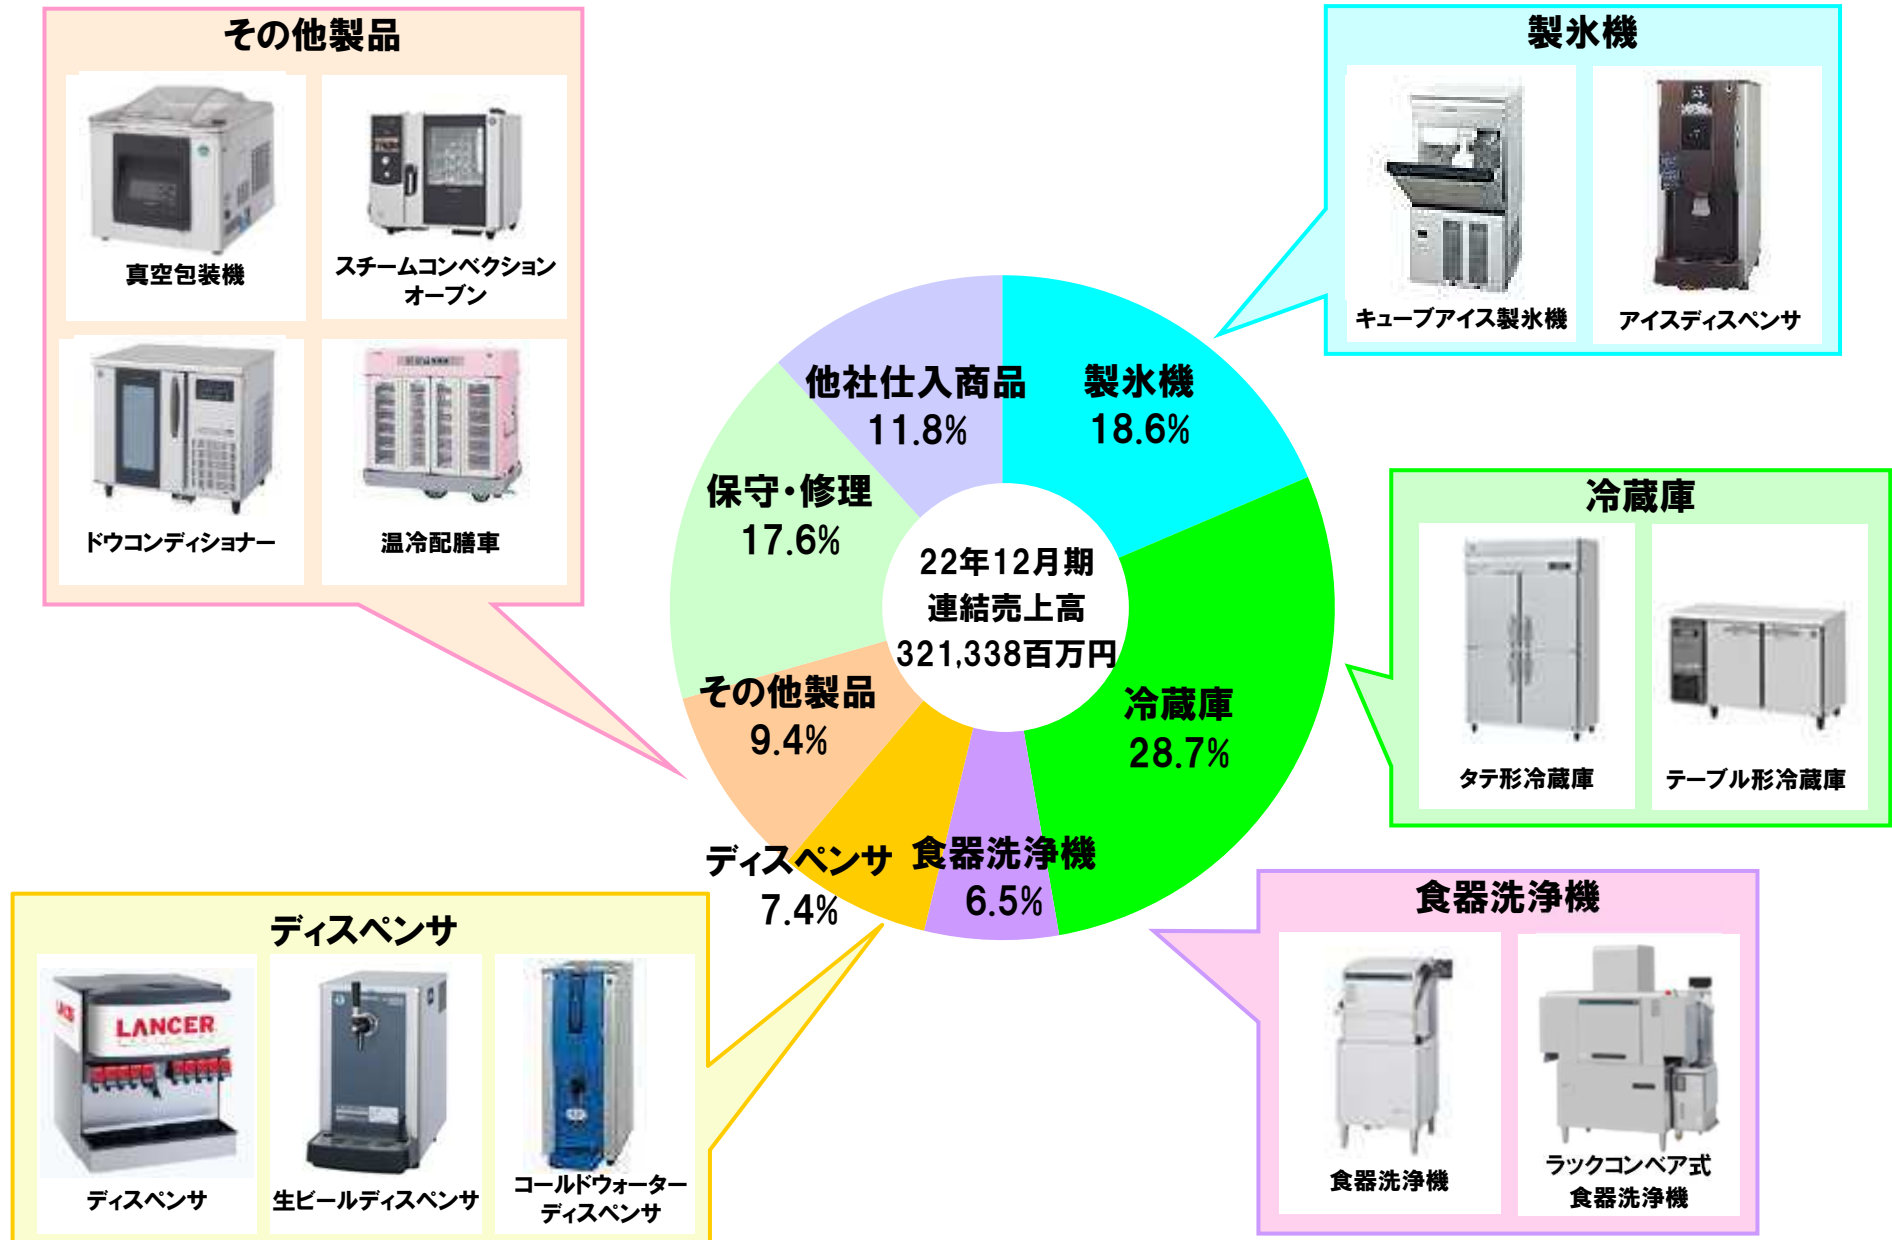 その他製品
真空包装機
スチームコンベクション
オーブン
ドウコンディショナー
温冷配膳車
製氷機
キューブアイス製氷機
アイスディスペンサ
他社仕入商品
11.8%
製氷機
18.6%
保守・修理
17.6%
22年12月期
連結売上高
321,338百万円
その他製品
9.4%
冷蔵庫
28.7%
ディスペンサ
7.4%
食器洗浄機
6.5%
冷蔵庫
タテ形冷蔵庫
テーブル形冷蔵庫
ディスペンサ
LANCER
ディスペンサ
生ビールディスペンサ
コールドウォーター
ディスペンサ
食器洗浄機
食器洗浄機
ラックコンベア式
食器洗浄機